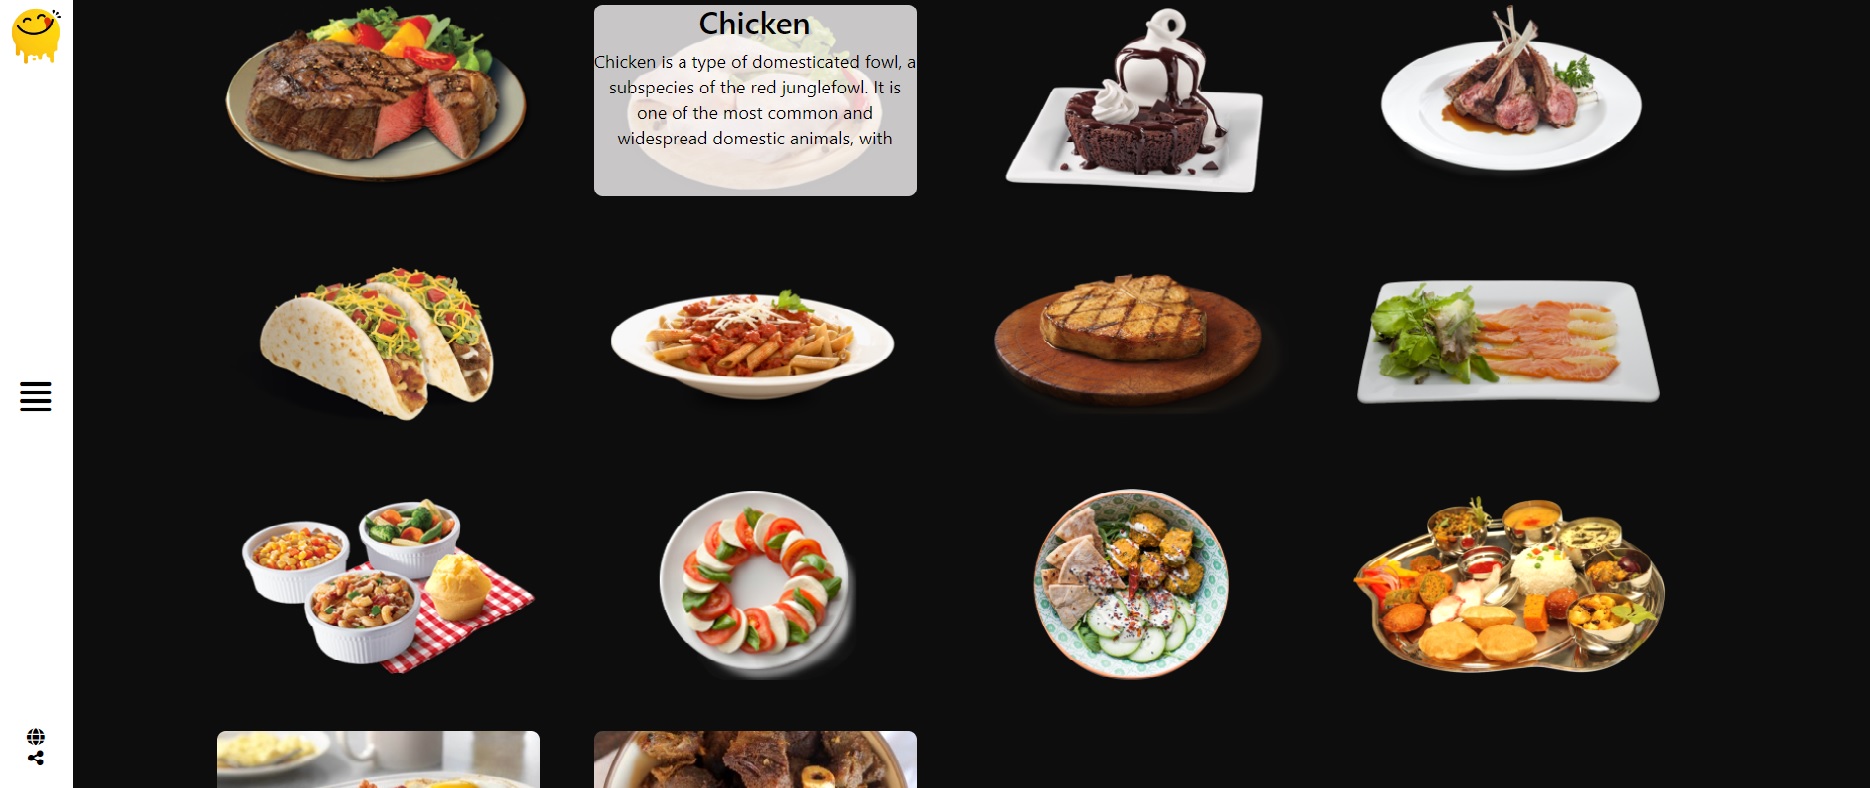 Chicken
Chicken is a type of domesticated fowl, a
subspecies of the red junglefowl. It is
one of the most common and
widespread domestic animals, with